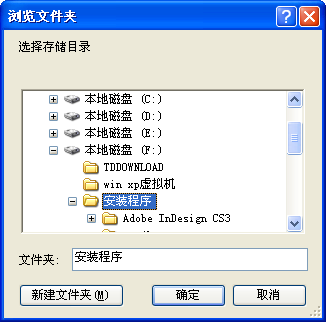 浏览文件夹
选择存储目录
本地磁盘 (C:)
本地磁盘 (D:)
本地磁盘 (E:)
本地磁盘 (F:)
TDDOWNLOAD
win xp虚拟机
安装程序
Adobe InDesign CS3
文件夹: 安装程序
新建文件夹(M) 确定 取消